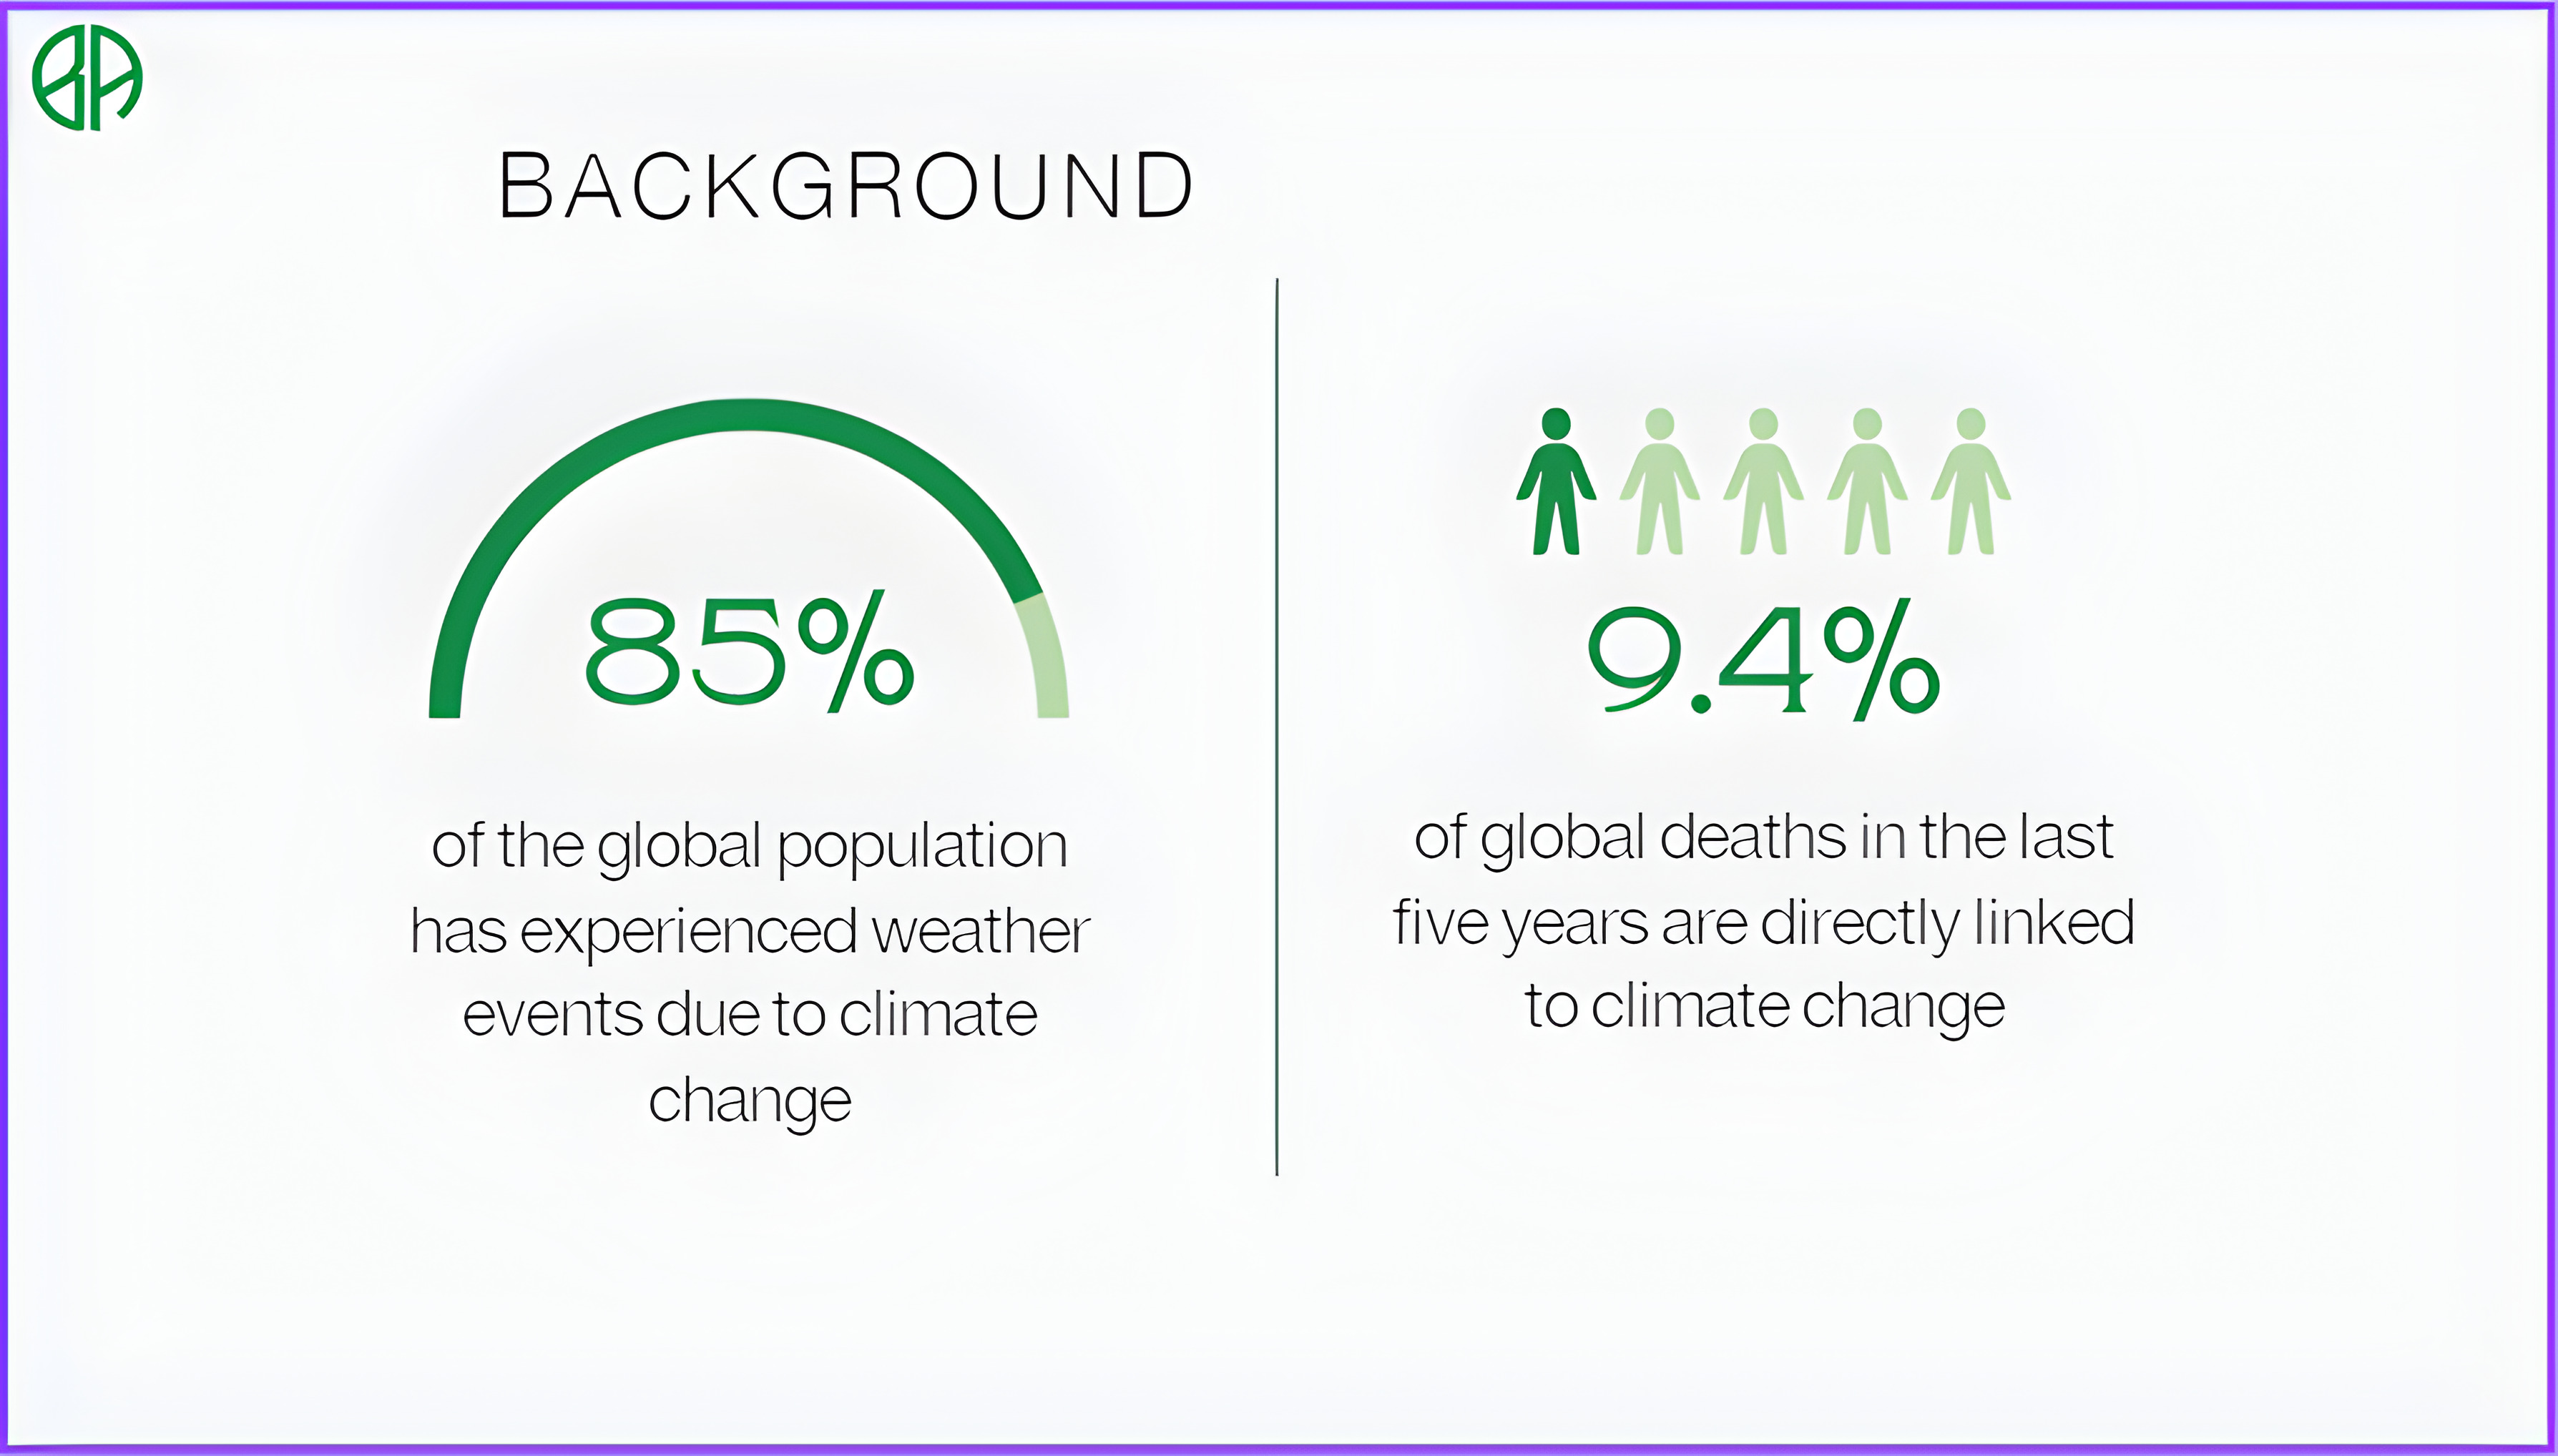 BA
BACKGROUND
85%
of the global population
has experienced weather
events due to climate
change
9.4%
of global deaths in the last
five years are directly linked
to climate change